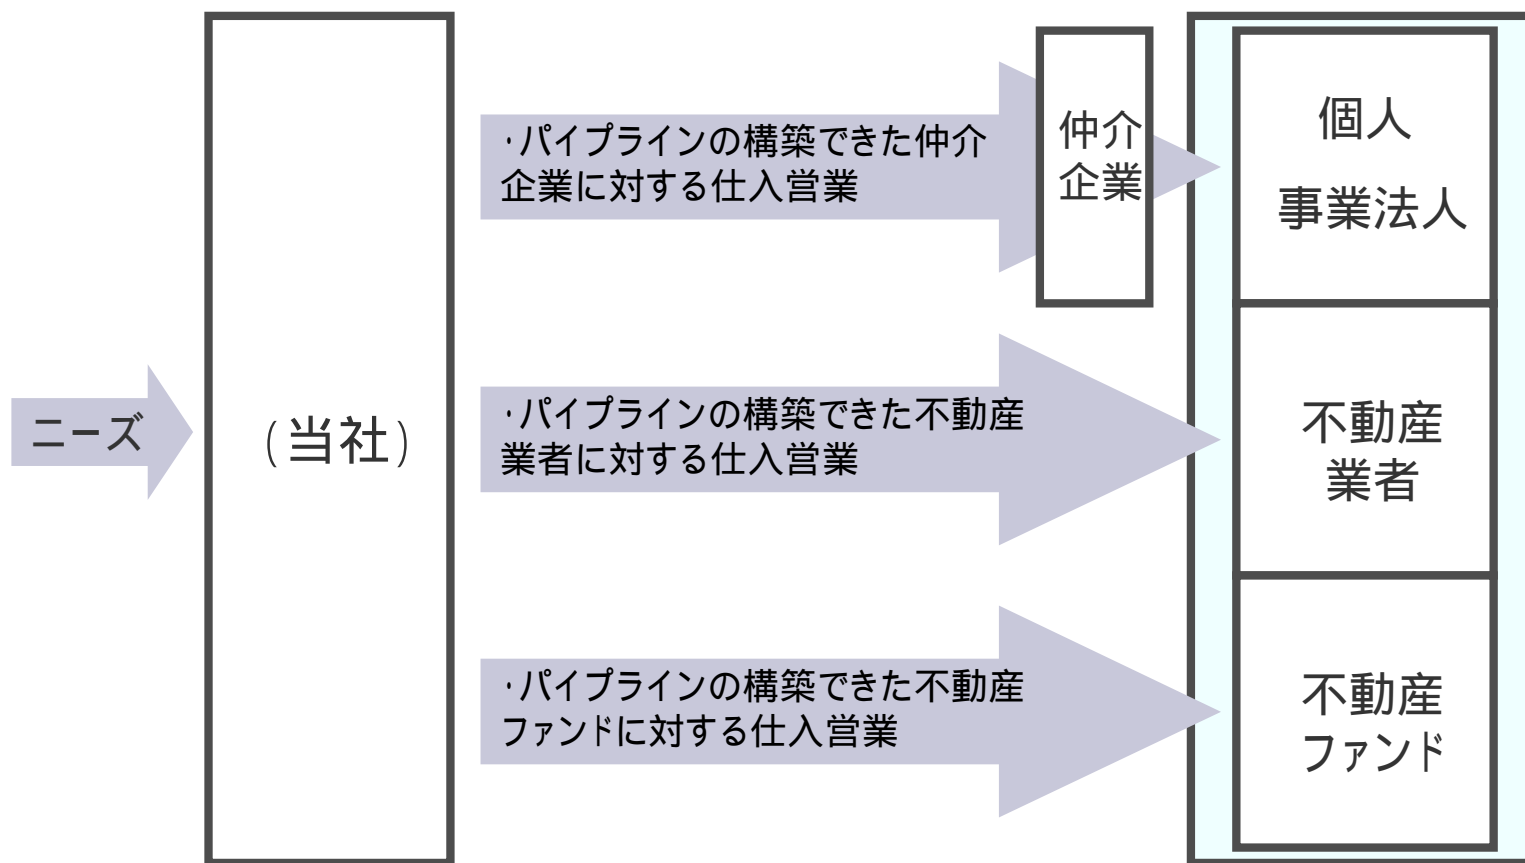 ニーズ
(当社)
・パイプラインの構築できた仲介
企業に対する仕入営業
仲介
企業
個人
事業法人
・パイプラインの構築できた不動産
業者に対する仕入営業
不動産
業者
・パイプラインの構築できた不動産
ファンドに対する仕入営業
不動産
ファンド